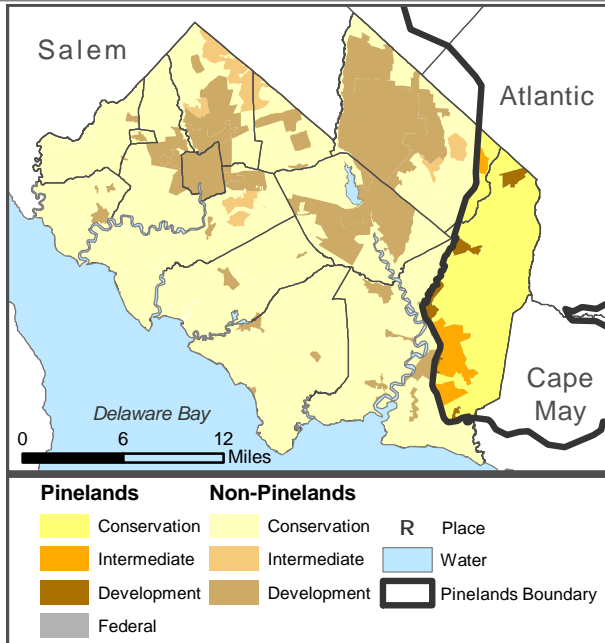 Salem
Atlantic
Cape
May
Delaware Bay
0 6 12
Miles
Pinelands Non-Pinelands
Conservation Conservation R Place
Intermediate Intermediate Water
Development Development Pinelands Boundary
Federal